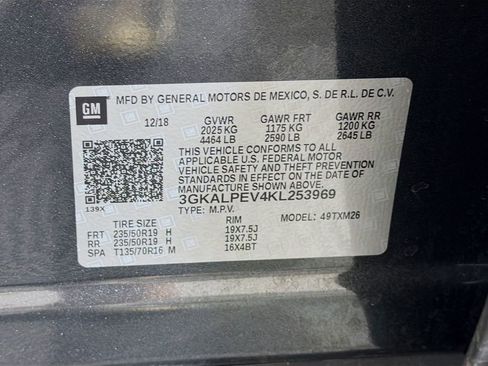 GM
MFD BY GENERAL MOTORS DE MEXICO, S. DE R.L. DE C.V.
12/18 GVWR GAWR FRT GAWR RR
2025 KG 1175 KG 1200 KG
4464 LB 2590 LB 2645 LB
THIS VEHICLE CONFORMS TO ALL
APPLICABLE U.S. FEDERAL MOTOR
VEHICLE SAFETY AND THEFT PREVENTION
STANDARDS IN EFFECT ON THE DATE OF
MANUFACTURE SHOWN ABOVE.
139X
3GKALPEV4KL253969
TYPE: M.P.V. MODEL: 49TXM26
TIRE SIZE RIM
FRT 235/50R19 H 19X7.5J
RR 235/50R19 H 19X7.5J
SPA T135/70R16 M 16X4BT